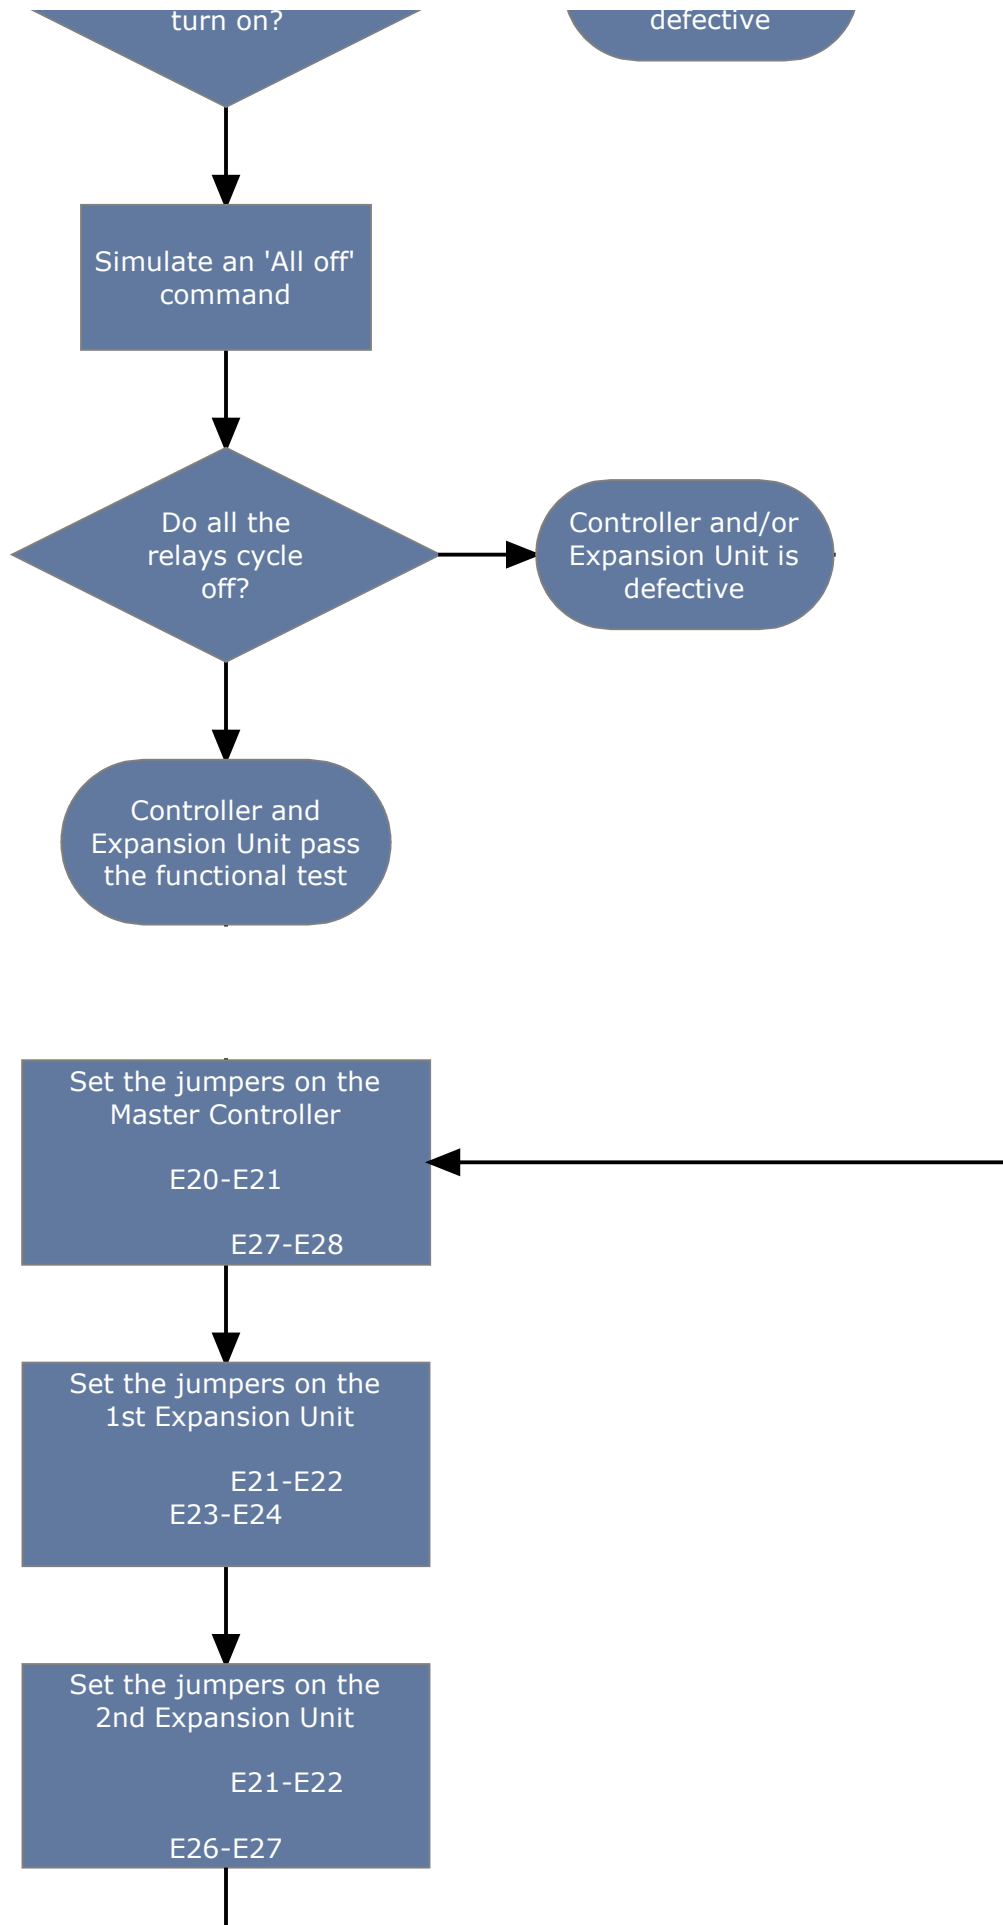 turn on?
defective
Simulate an 'All off'
command
Do all the
relays cycle
off?
Controller and/or
Expansion Unit is
defective
Controller and
Expansion Unit pass
the functional test
Set the jumpers on the
Master Controller
E20-E21
E27-E28
Set the jumpers on the
1st Expansion Unit
E21-E22
E23-E24
Set the jumpers on the
2nd Expansion Unit
E21-E22
E26-E27